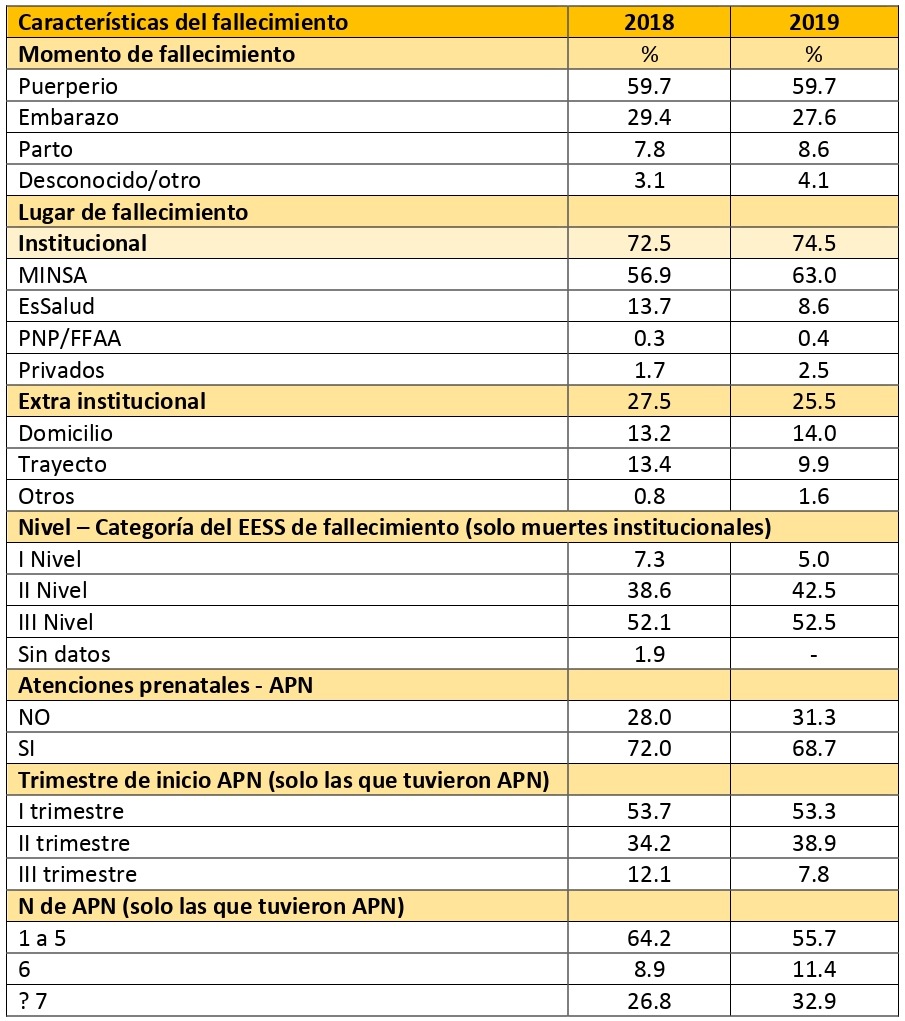 Características del fallecimiento 2018 2019
Momento de fallecimiento % %
Puerperio 59.7 59.7
Embarazo 29.4 27.6
Parto 7.8 8.6
Desconocido/otro 3.1 4.1
Lugar de fallecimiento
Institucional 72.5 74.5
MINSA 56.9 63.0
EsSalud 13.7 8.6
PNP/FFAA 0.3 0.4
Privados 1.7 2.5
Extra institucional 27.5 25.5
Domicilio 13.2 14.0
Trayecto 13.4 9.9
Otros 0.8 1.6
Nivel – Categoría del EESS de fallecimiento (solo muertes institucionales)
I Nivel 7.3 5.0
II Nivel 38.6 42.5
III Nivel 52.1 52.5
Sin datos 1.9 -
Atenciones prenatales - APN
NO 28.0 31.3
SI 72.0 68.7
Trimestre de inicio APN (solo las que tuvieron APN)
I trimestre 53.7 53.3
II trimestre 34.2 38.9
III trimestre 12.1 7.8
N de APN (solo las que tuvieron APN)
1 a 5 64.2 55.7
6 8.9 11.4
? 7 26.8 32.9